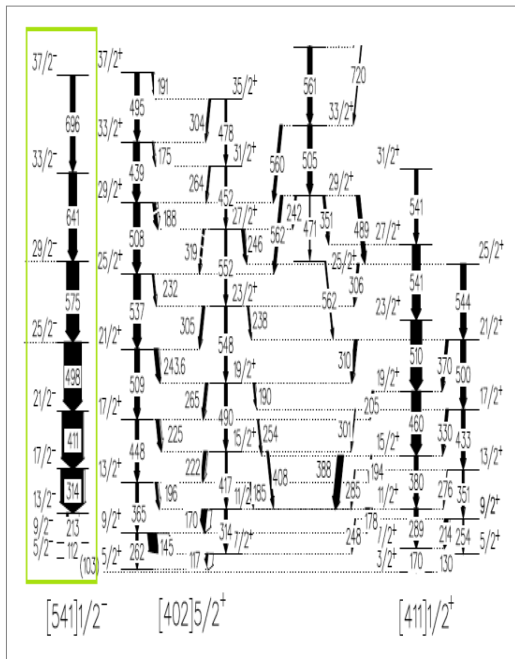 37/2- 37/2+
191 561 720
696 495 35/2+
33/2+
304
33/2- 33/2+ 478
439 175 31/2+ 560 505
31/2+
641 29/2+ 264 452 29/2+
188 27/2+ 242 351 541
29/2- 508 562 471 489 27/2+
25/2+ 319 246 25/2+ 25/2+
575 232 552 306 541
537 23/2+ 562 23/2+ 544
25/2- 21/2+ 305 238 21/2+
498 243.6 548 310 510 370
21/2- 509 19/2+ 19/2+ 500
17/2+ 265 190 205 17/2+
411 225 490 301 460 330
17/2- 448 15/2+ 254 15/2+ 433
13/2+ 222 408 388 194 13/2+
314 196 417 380 276
13/2- 365 11/2+ 185 285 11/2+ 351 9/2+
9/2- 213 9/2+ 170 178 289 214
5/2- 112 262 145 314 7/2+ 248 7/2+ 254 5/2+
(103) 5/2+ 117 3/2+ 170 130
[541]1/2- [402]5/2+ [411]1/2+